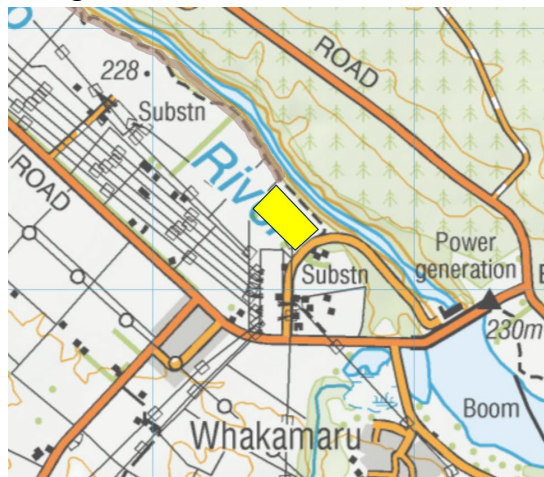 ROAD
228
Substn
River
ROAD
Power
generation
Substn
230m
Boom
Whakamaru